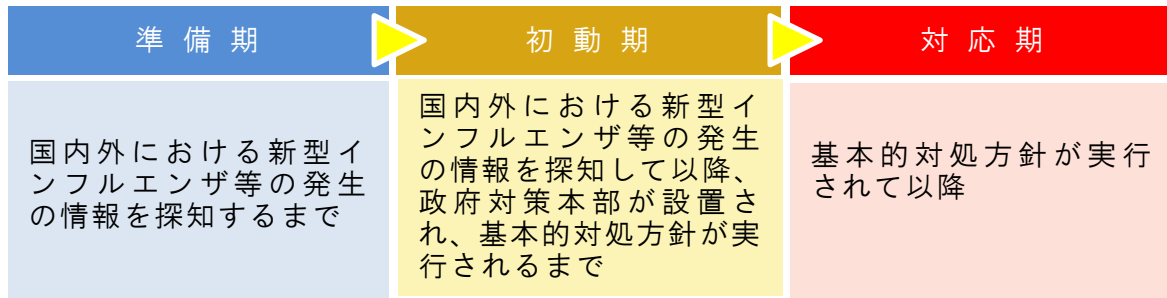 準備期
初動期
対応期
国内外における新型イ
ンフルエンザ等の発生
の情報を探知するまで
国内外における新型イ
ンフルエンザ等の発生
の情報を探知して以降、
政府対策本部が設置さ
れ、基本的対処方針が実
行されるまで
基本的対処方針が実行
されて以降